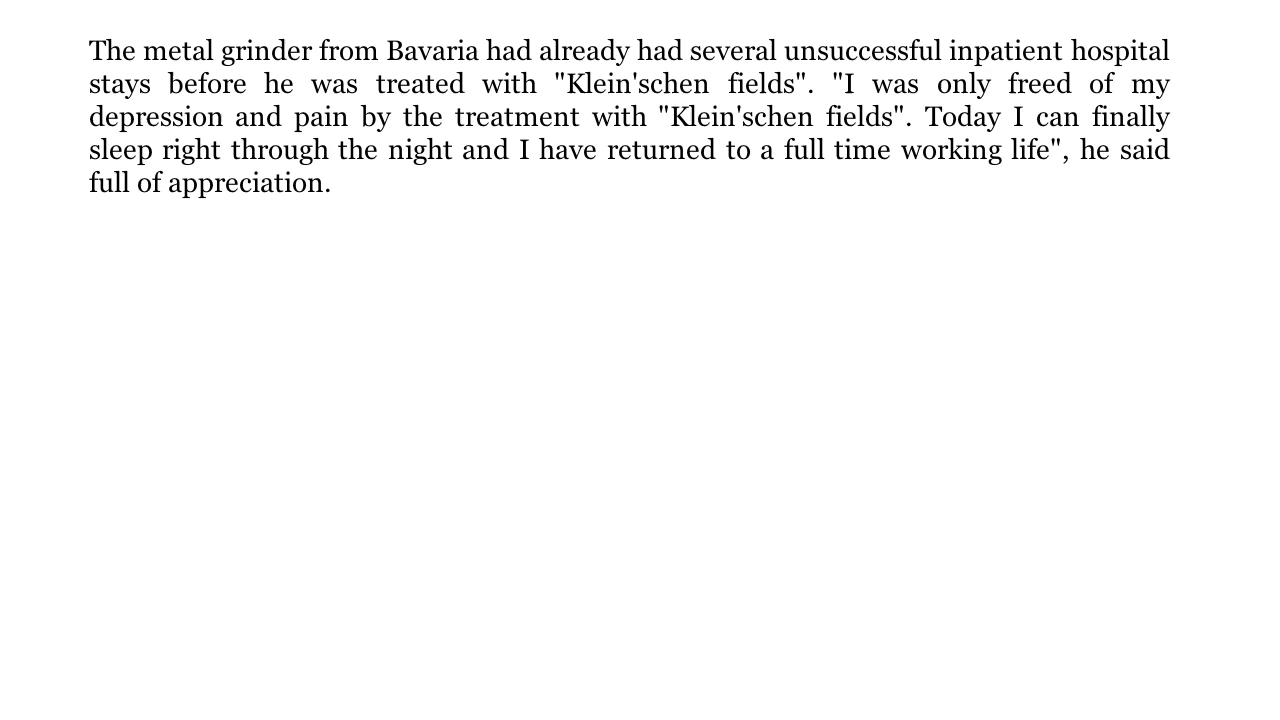 The metal grinder from Bavaria had already had several unsuccessful inpatient hospital
stays before he was treated with "Klein'schen fields". "I was only freed of my
depression and pain by the treatment with "Klein'schen fields". Today I can finally
sleep right through the night and I have returned to a full time working life", he said
full of appreciation.